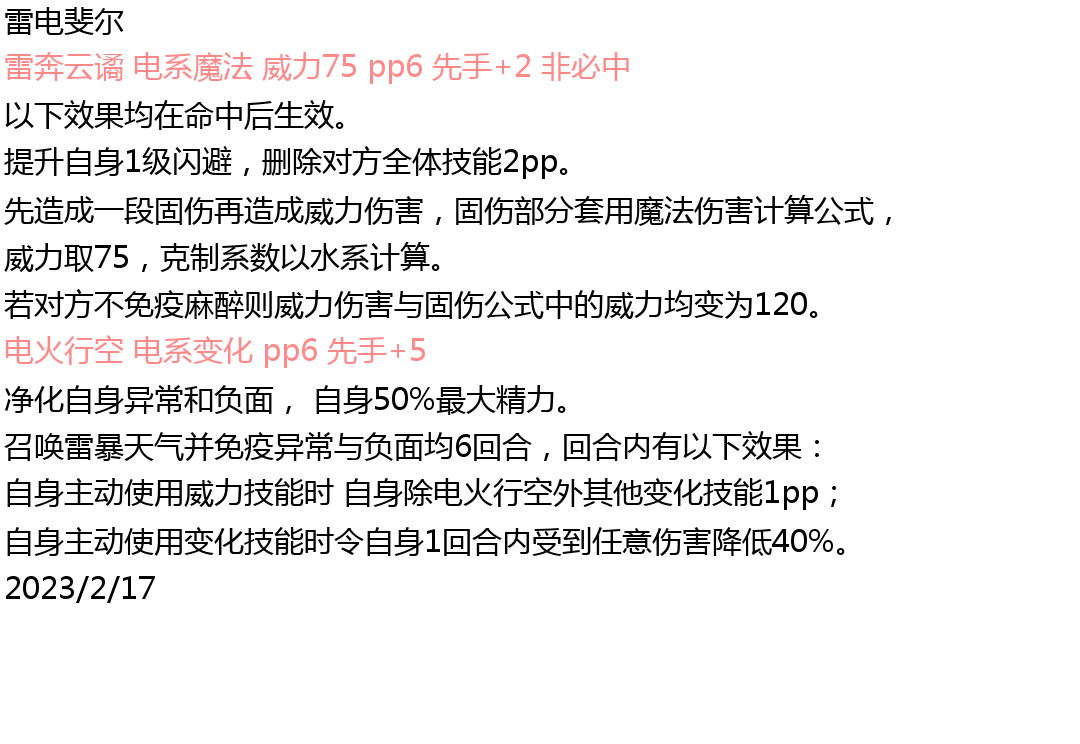 雷电斐尔
雷奔云谲 电系魔法 威力75 pp6 先手+2 非必中
以下效果均在命中后生效。
提升自身1级闪避，删除对方全体技能2pp。
先造成一段固伤再造成威力伤害，固伤部分套用魔法伤害计算公式，
威力取75，克制系数以水系计算。
若对方不免疫麻醉则威力伤害与固伤公式中的威力均变为120。
电火行空 电系变化 pp6 先手+5
净化自身异常和负面， 自身50%最大精力。
召唤雷暴天气并免疫异常与负面均6回合，回合内有以下效果：
自身主动使用威力技能时 自身除电火行空外其他变化技能1pp；
自身主动使用变化技能时令自身1回合内受到任意伤害降低40%。
2023/2/17